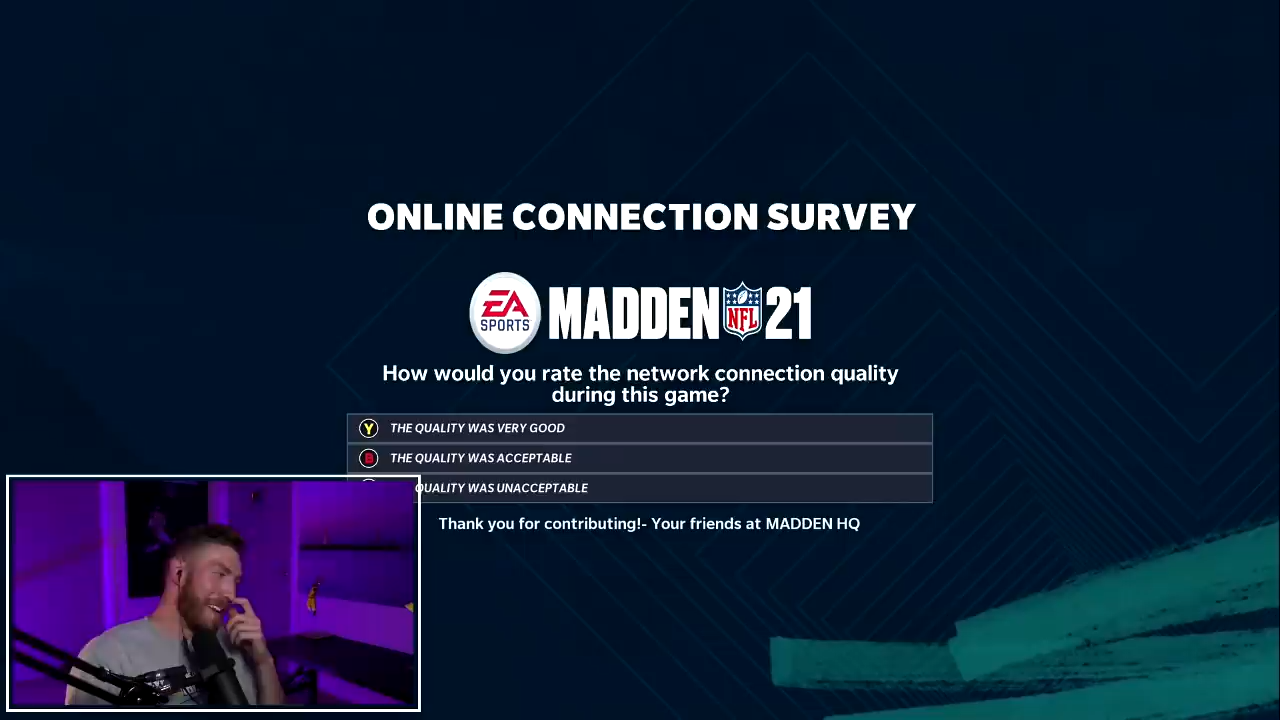 ONLINE CONNECTION SURVEY
EA
SPORTS
MADDEN NFL 21
How would you rate the network connection quality
during this game?
Y THE QUALITY WAS VERY GOOD
B THE QUALITY WAS ACCEPTABLE
QUALITY WAS UNACCEPTABLE
Thank you for contributing!- Your friends at MADDEN HQ